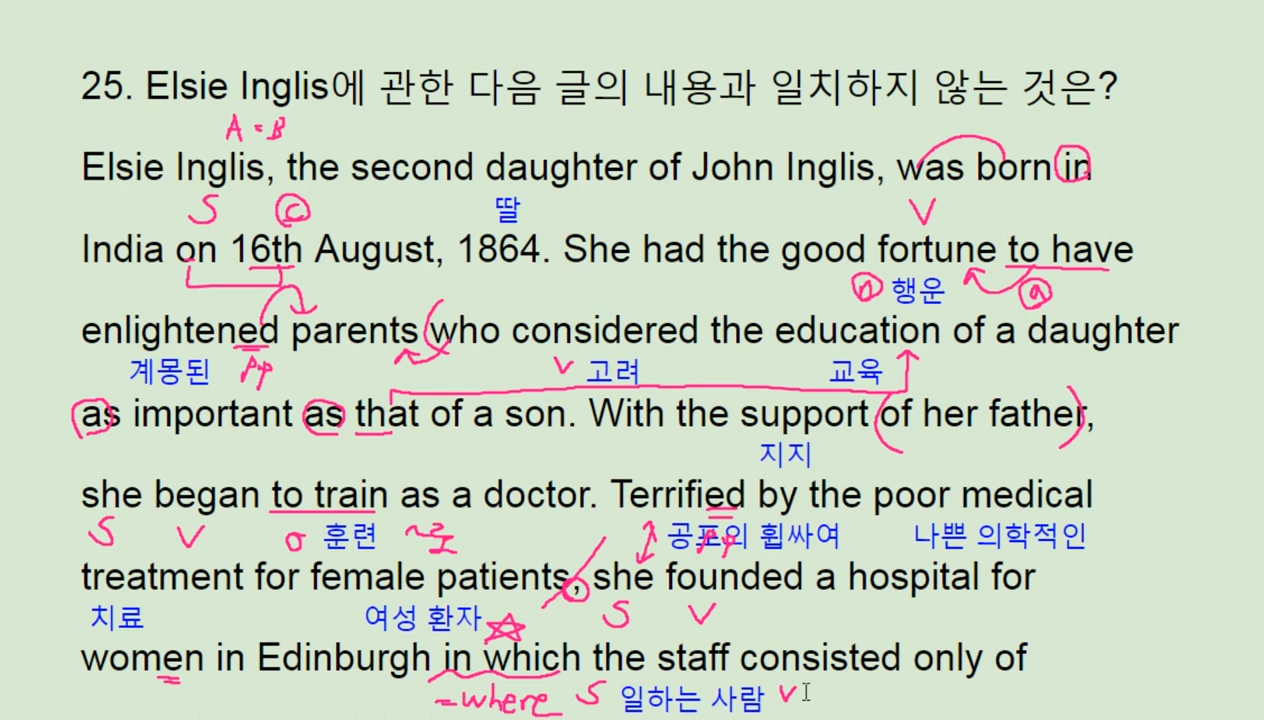 25. Elsie Inglis에 관한 다음 글의 내용과 일치하지 않는 것은?
A = B
Elsie Inglis, the second daughter of John Inglis, was born in
S C 딸 V
India on 16th August, 1864. She had the good fortune to have
n 행운 a
enlightened parents who considered the education of a daughter
계몽된 pp V 고려 교육
as important as that of a son. With the support of her father,
지지
she began to train as a doctor. Terrified by the poor medical
S V o 훈련 ~로 공포의 휩싸여 pp 나쁜 의학적인
treatment for female patients, she founded a hospital for
치료 여성 환자 S V
women in Edinburgh in which the staff consisted only of
=where S 일하는 사람 V